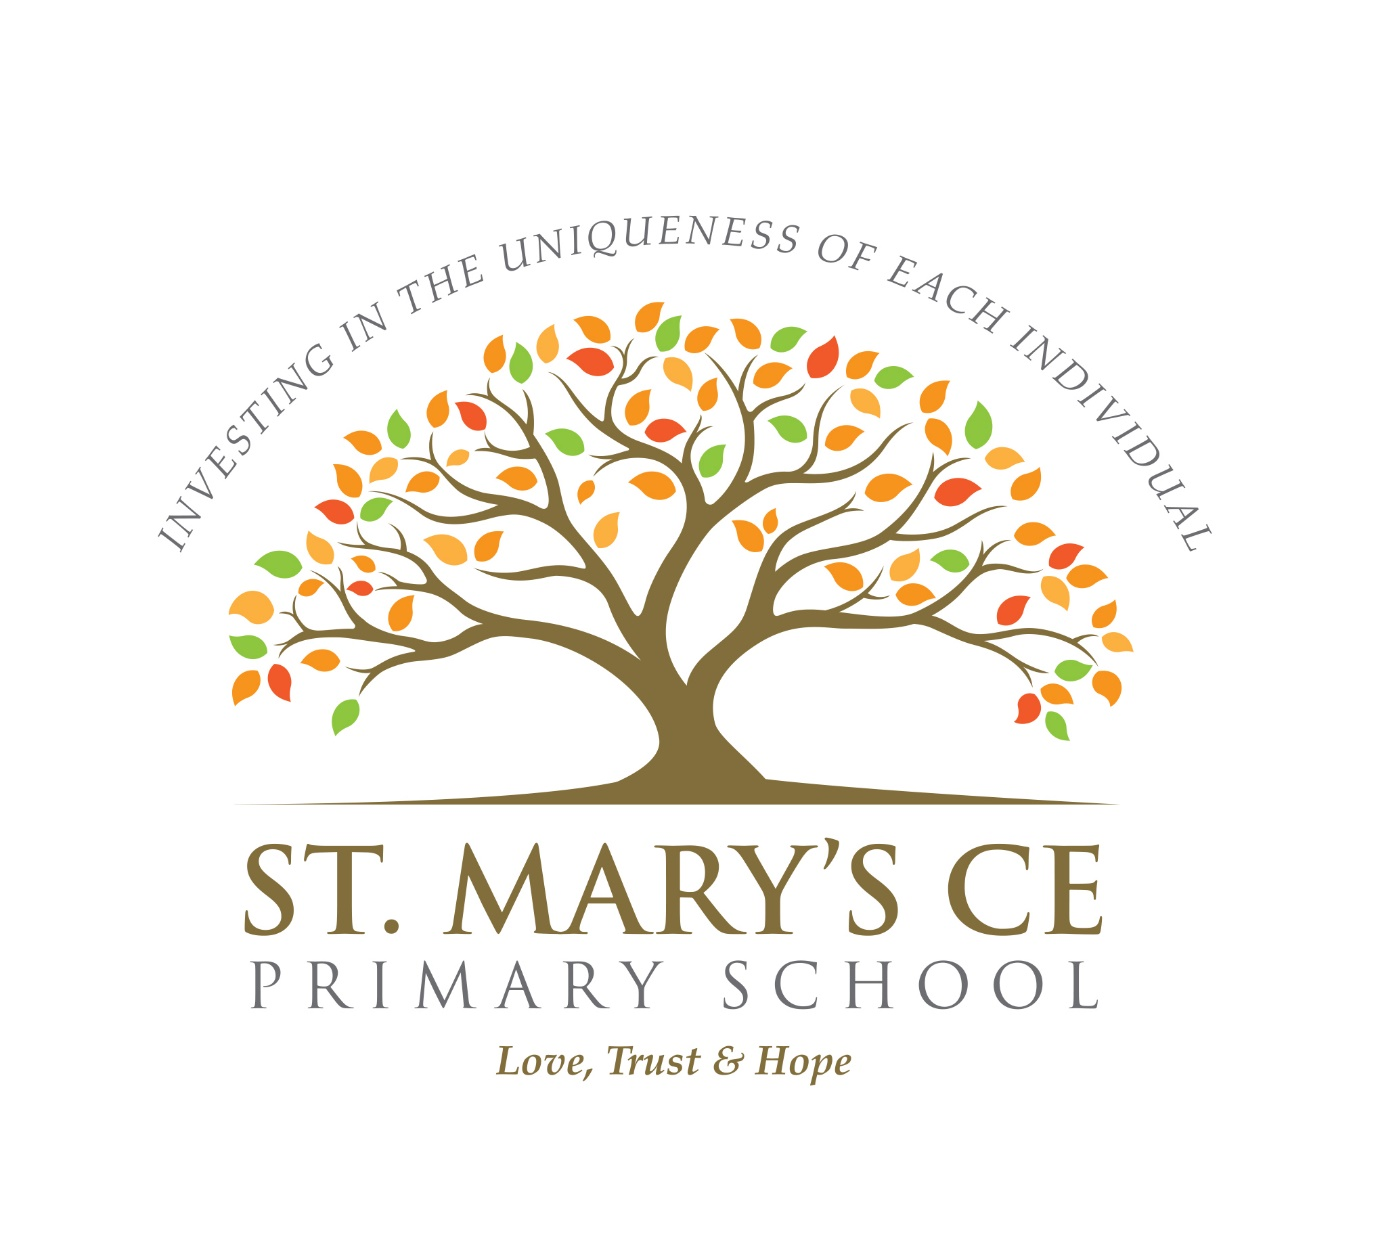 INVESTING IN THE UNIQUENESS OF EACH INDIVIDUAL
ST. MARY’S CE
PRIMARY SCHOOL
Love, Trust & Hope